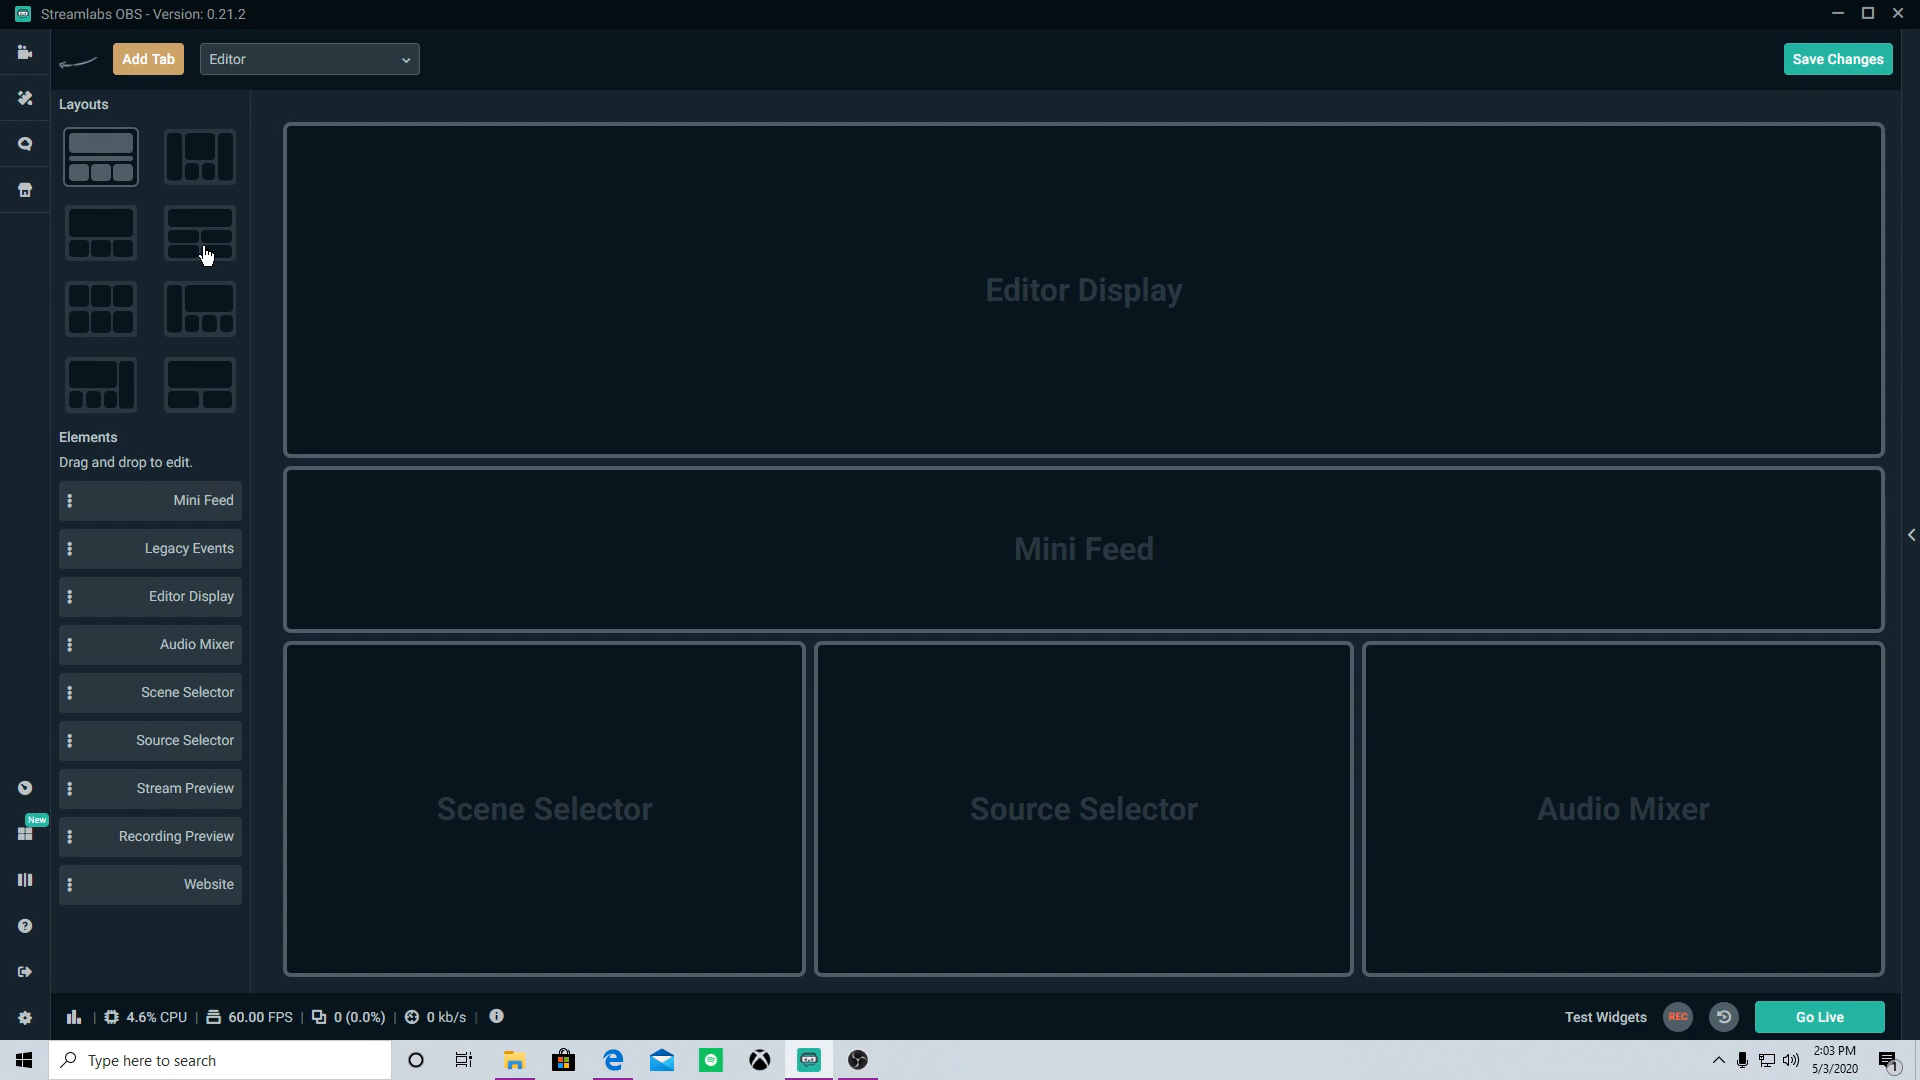 Streamlabs OBS - Version: 0.21.2
Add Tab
Editor
Save Changes
Layouts
Elements
Drag and drop to edit.
Mini Feed
Legacy Events
Editor Display
Audio Mixer
Scene Selector
Source Selector
Stream Preview
Recording Preview
Website
Editor Display
Mini Feed
Scene Selector
Source Selector
Audio Mixer
New
4.6% CPU
60.00 FPS
0 (0.0%)
0 kb/s
Test Widgets
REC
Go Live
Type here to search
2:03 PM
5/3/2020
1